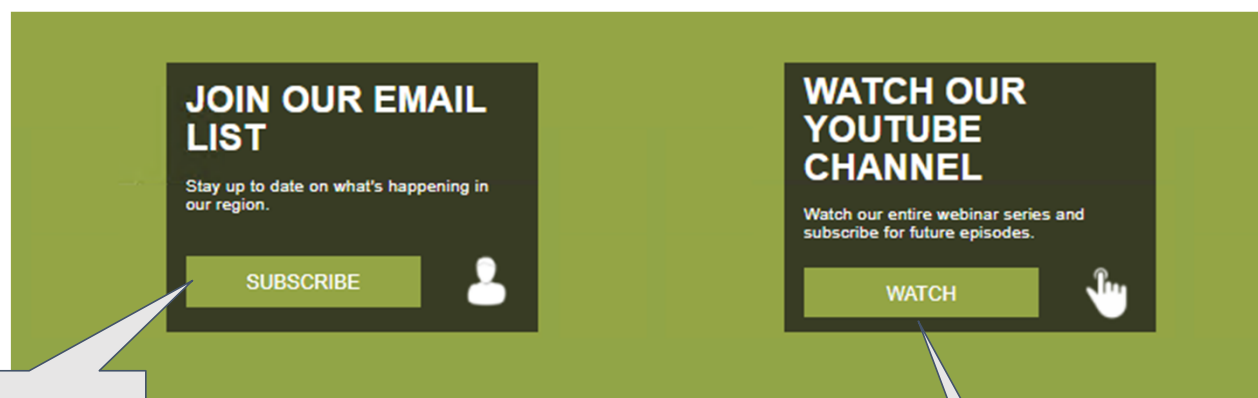 JOIN OUR EMAIL
LIST
Stay up to date on what's happening in
our region.
SUBSCRIBE
WATCH OUR
YOUTUBE
CHANNEL
Watch our entire webinar series and
subscribe for future episodes.
WATCH